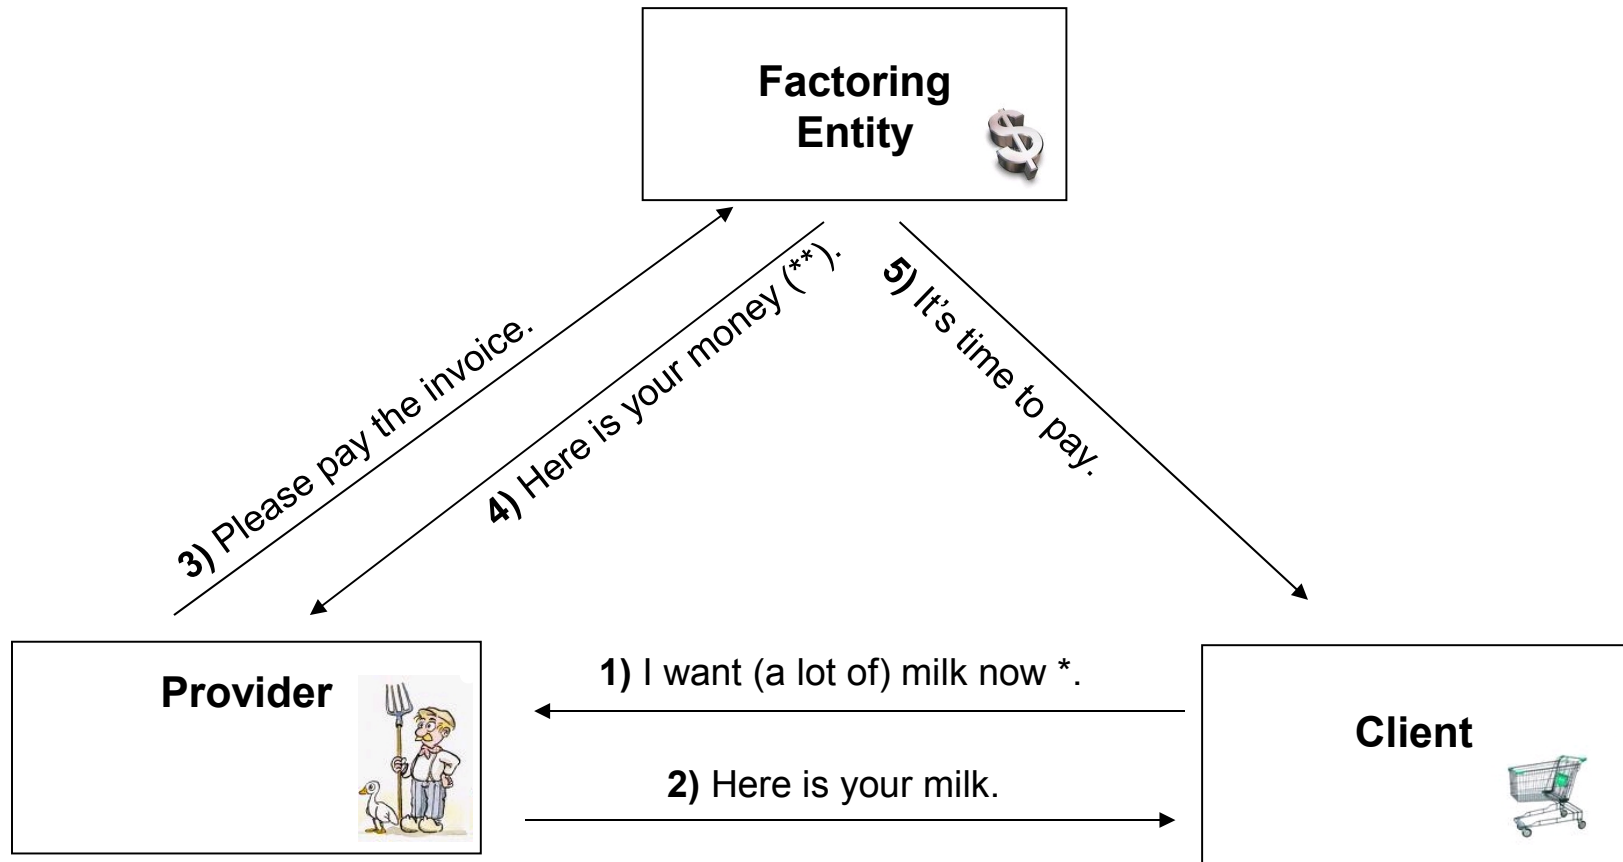 Factoring
Entity
3) Please pay the invoice.
4) Here is your money (**).
5) It’s time to pay.
Provider
1) I want (a lot of) milk now *.
2) Here is your milk.
Client